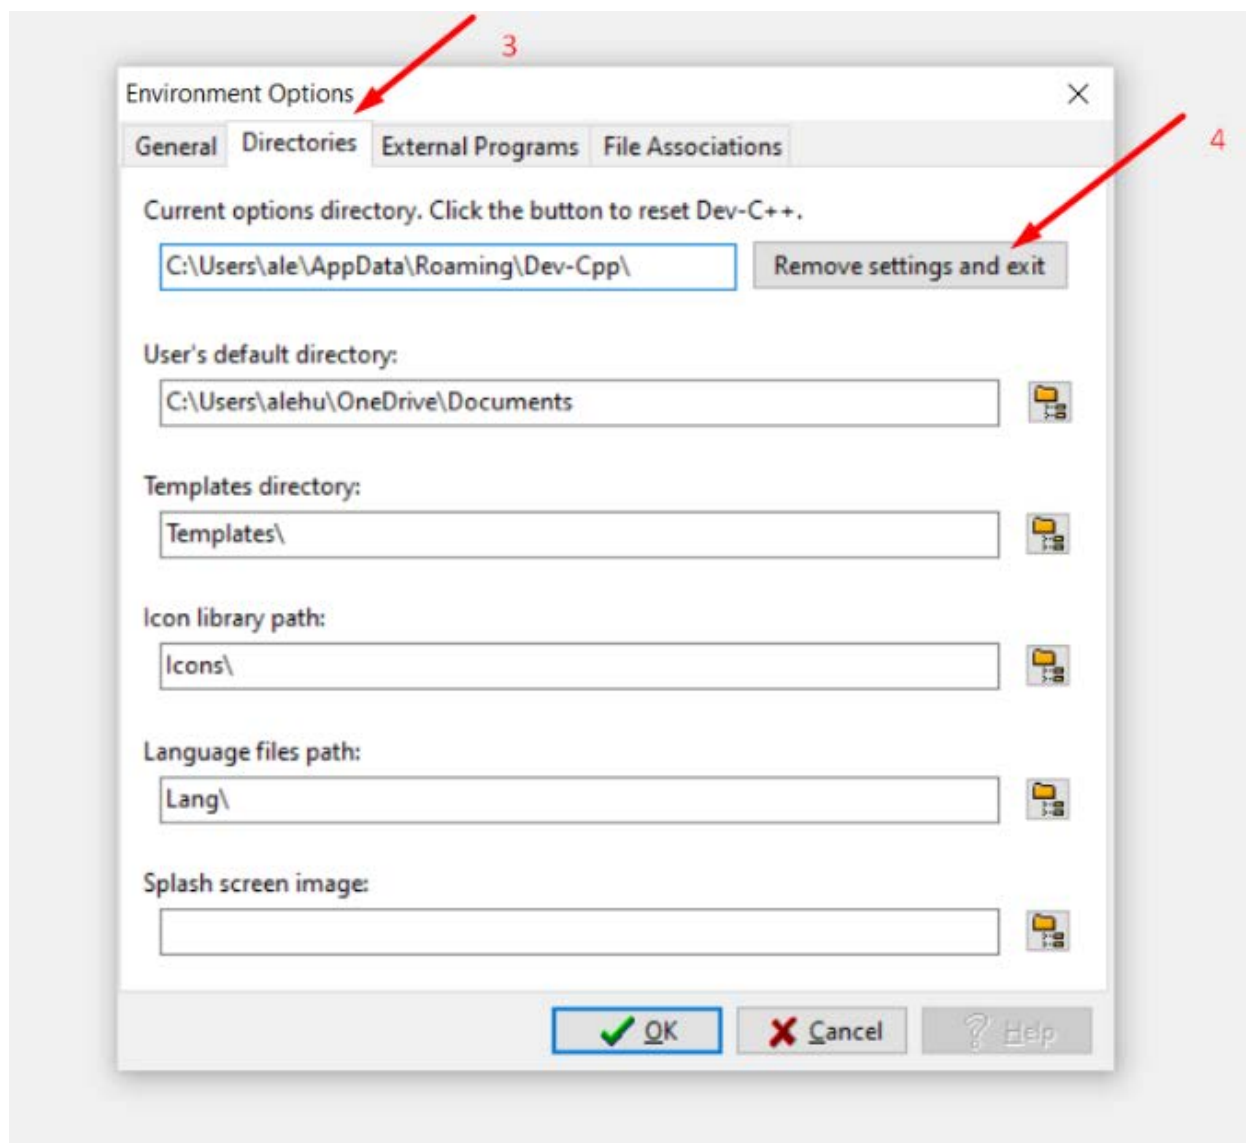 3
Environment Options
4
General Directories External Programs File Associations
Current options directory. Click the button to reset Dev-C++.
C:\Users\ale\AppData\Roaming\Dev-Cpp\ Remove settings and exit
User's default directory:
C:\Users\alehu\OneDrive\Documents
Templates directory:
Templates\
Icon library path:
Icons\
Language files path:
Lang\
Splash screen image:
OK Cancel ? Help